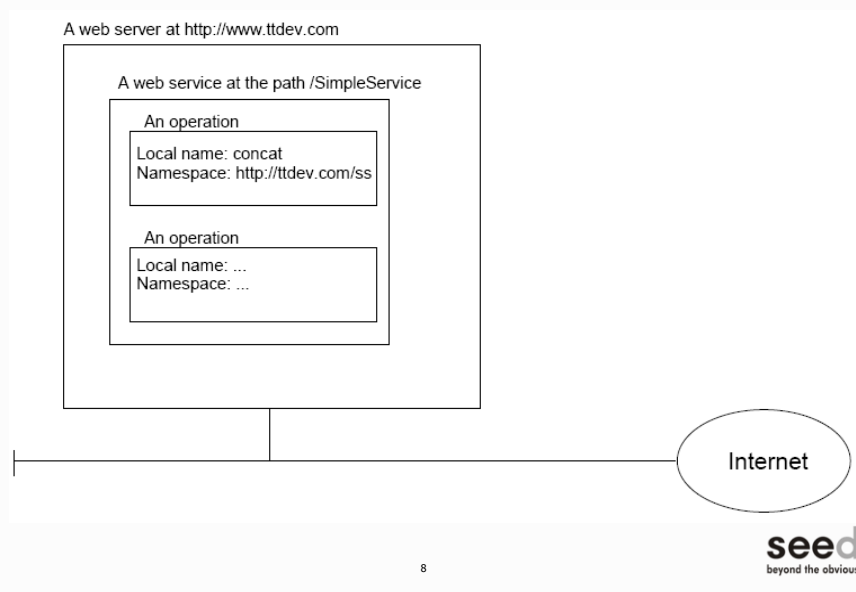 A web server at http://www.ttdev.com
A web service at the path /SimpleService
An operation
Local name: concat
Namespace: http://ttdev.com/ss
An operation
Local name: ...
Namespace: ...
Internet
seed
beyond the obvious
8